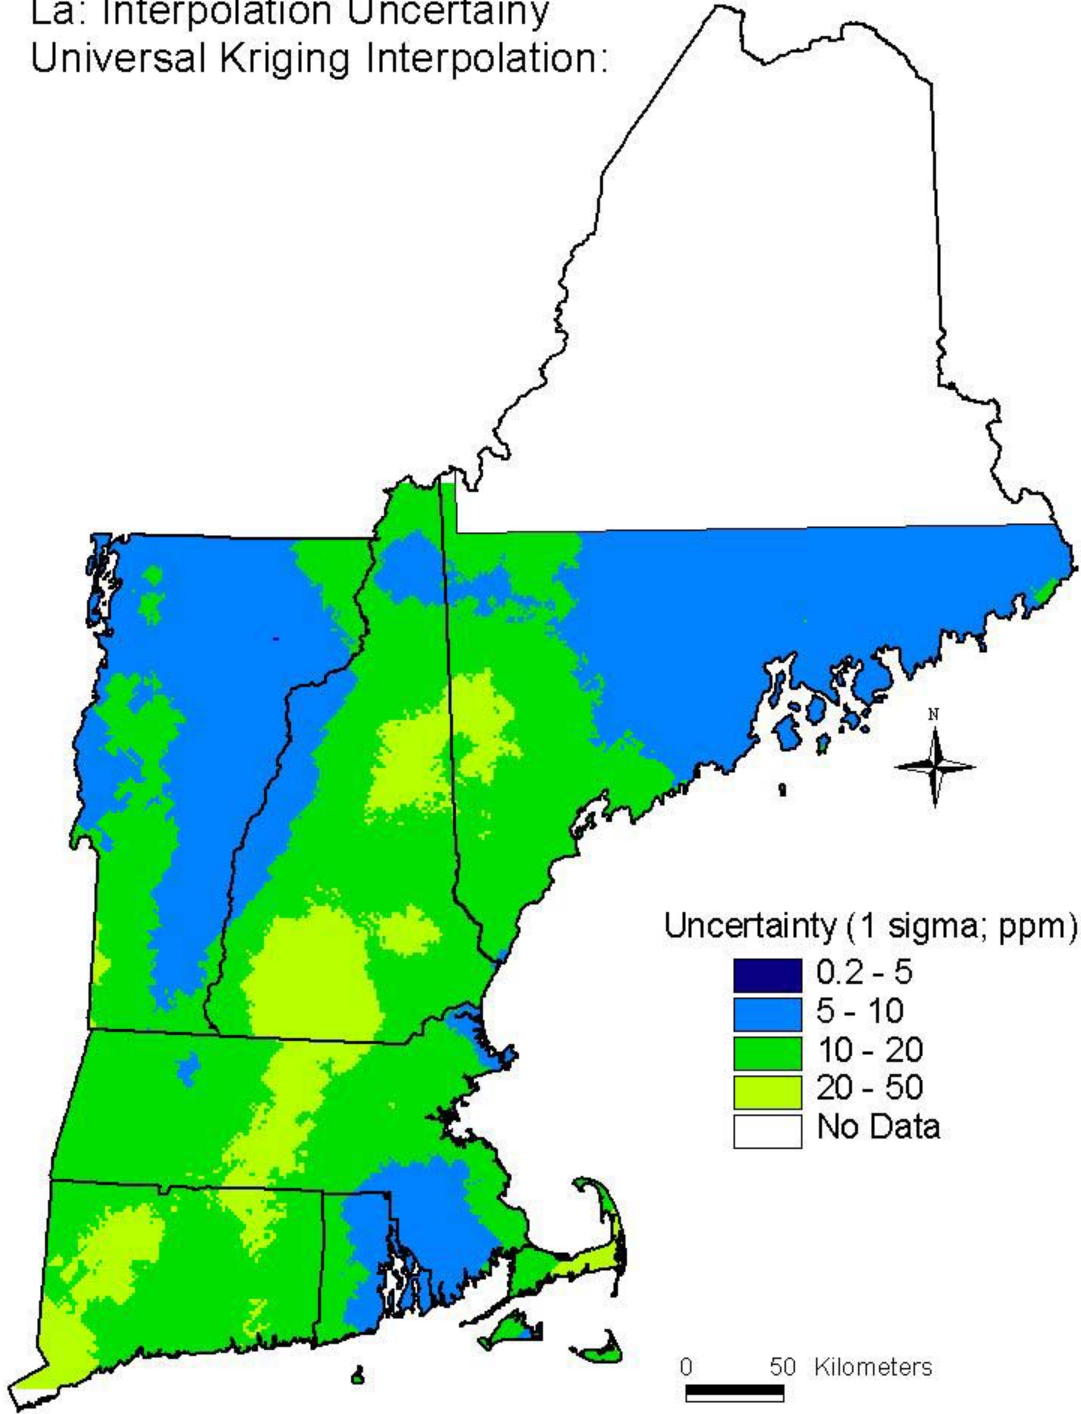 La: Interpolation Uncertainy
Universal Kriging Interpolation:
N
Uncertainty (1 sigma; ppm)
0.2 - 5
5 - 10
10 - 20
20 - 50
No Data
0 50 Kilometers